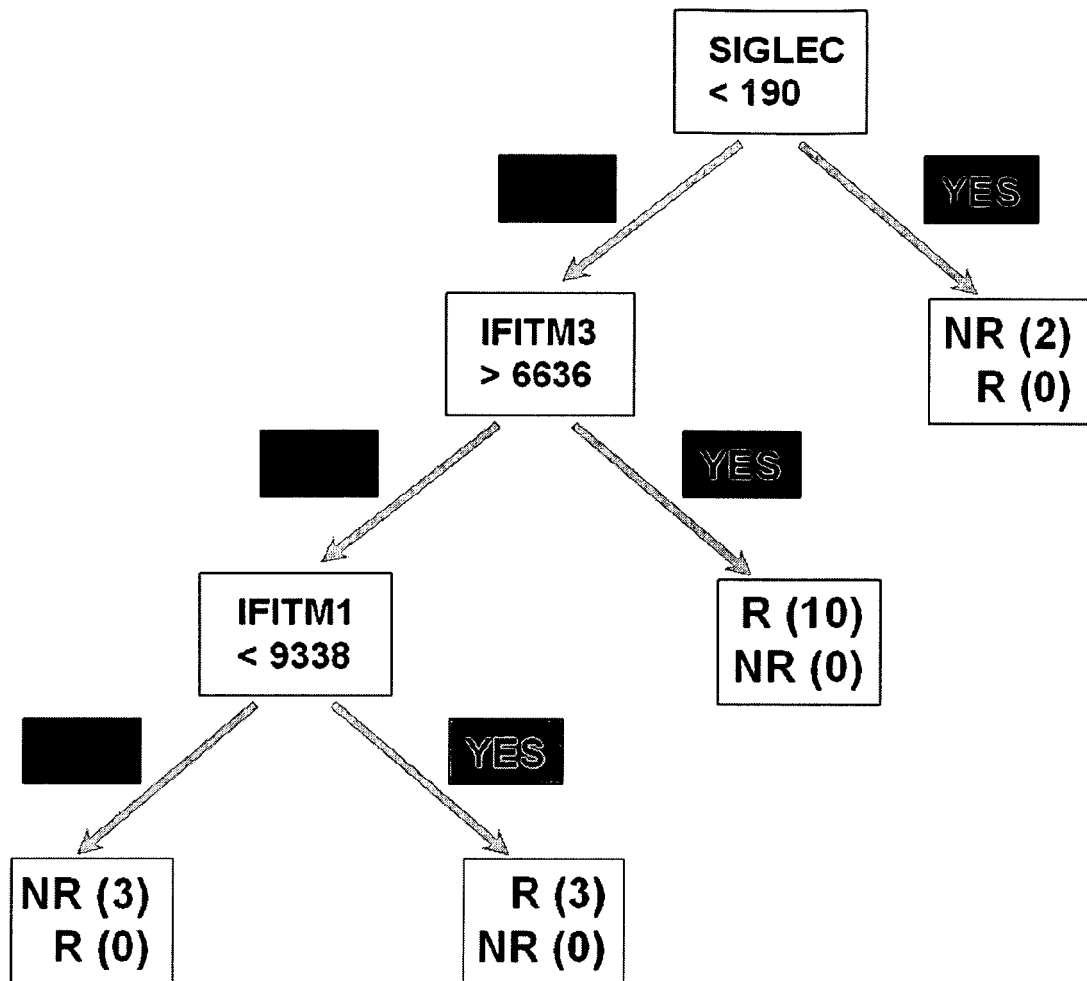 SIGLEC
< 190
YES
IFITM3
> 6636
NR (2)
R (0)
YES
IFITM1
< 9338
R (10)
NR (0)
YES
NR (3)
R (0)
R (3)
NR (0)